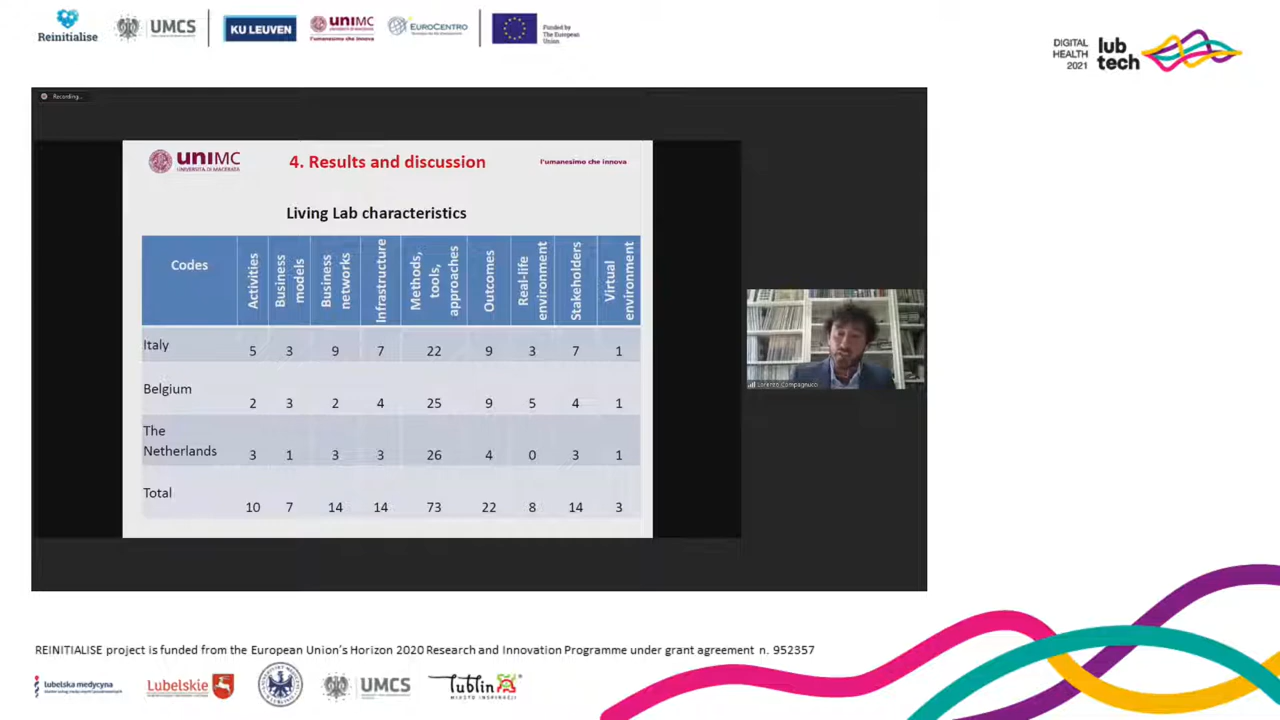 Reinitialise
UMCS
KU LEUVEN
UNIMC
l'umanesimo che innova
EUROCENTRO
Funded by
The European
Union
DIGITAL
HEALTH
2021
lub
tech
Recording...
UNIMC
UNIVERSITÀ DI MACERATA
4. Results and discussion
l'umanesimo che innova
Living Lab characteristics
Codes Activities Business models Business networks Infrastructure Methods, tools, approaches Outcomes Real-life environment Stakeholders Virtual environment
Italy 5 3 9 7 22 9 3 7 1
Belgium 2 3 2 4 25 9 5 4 1
The
Netherlands 3 1 3 3 26 4 0 3 1
Total 10 7 14 14 73 22 8 14 3
Lorenzo Compagnucci
REINITIALISE project is funded from the European Union's Horizon 2020 Research and Innovation Programme under grant agreement n. 952357
lubelska medycyna
Lubelskie
UMCS
lublin
MIASTO INSPIRACJI